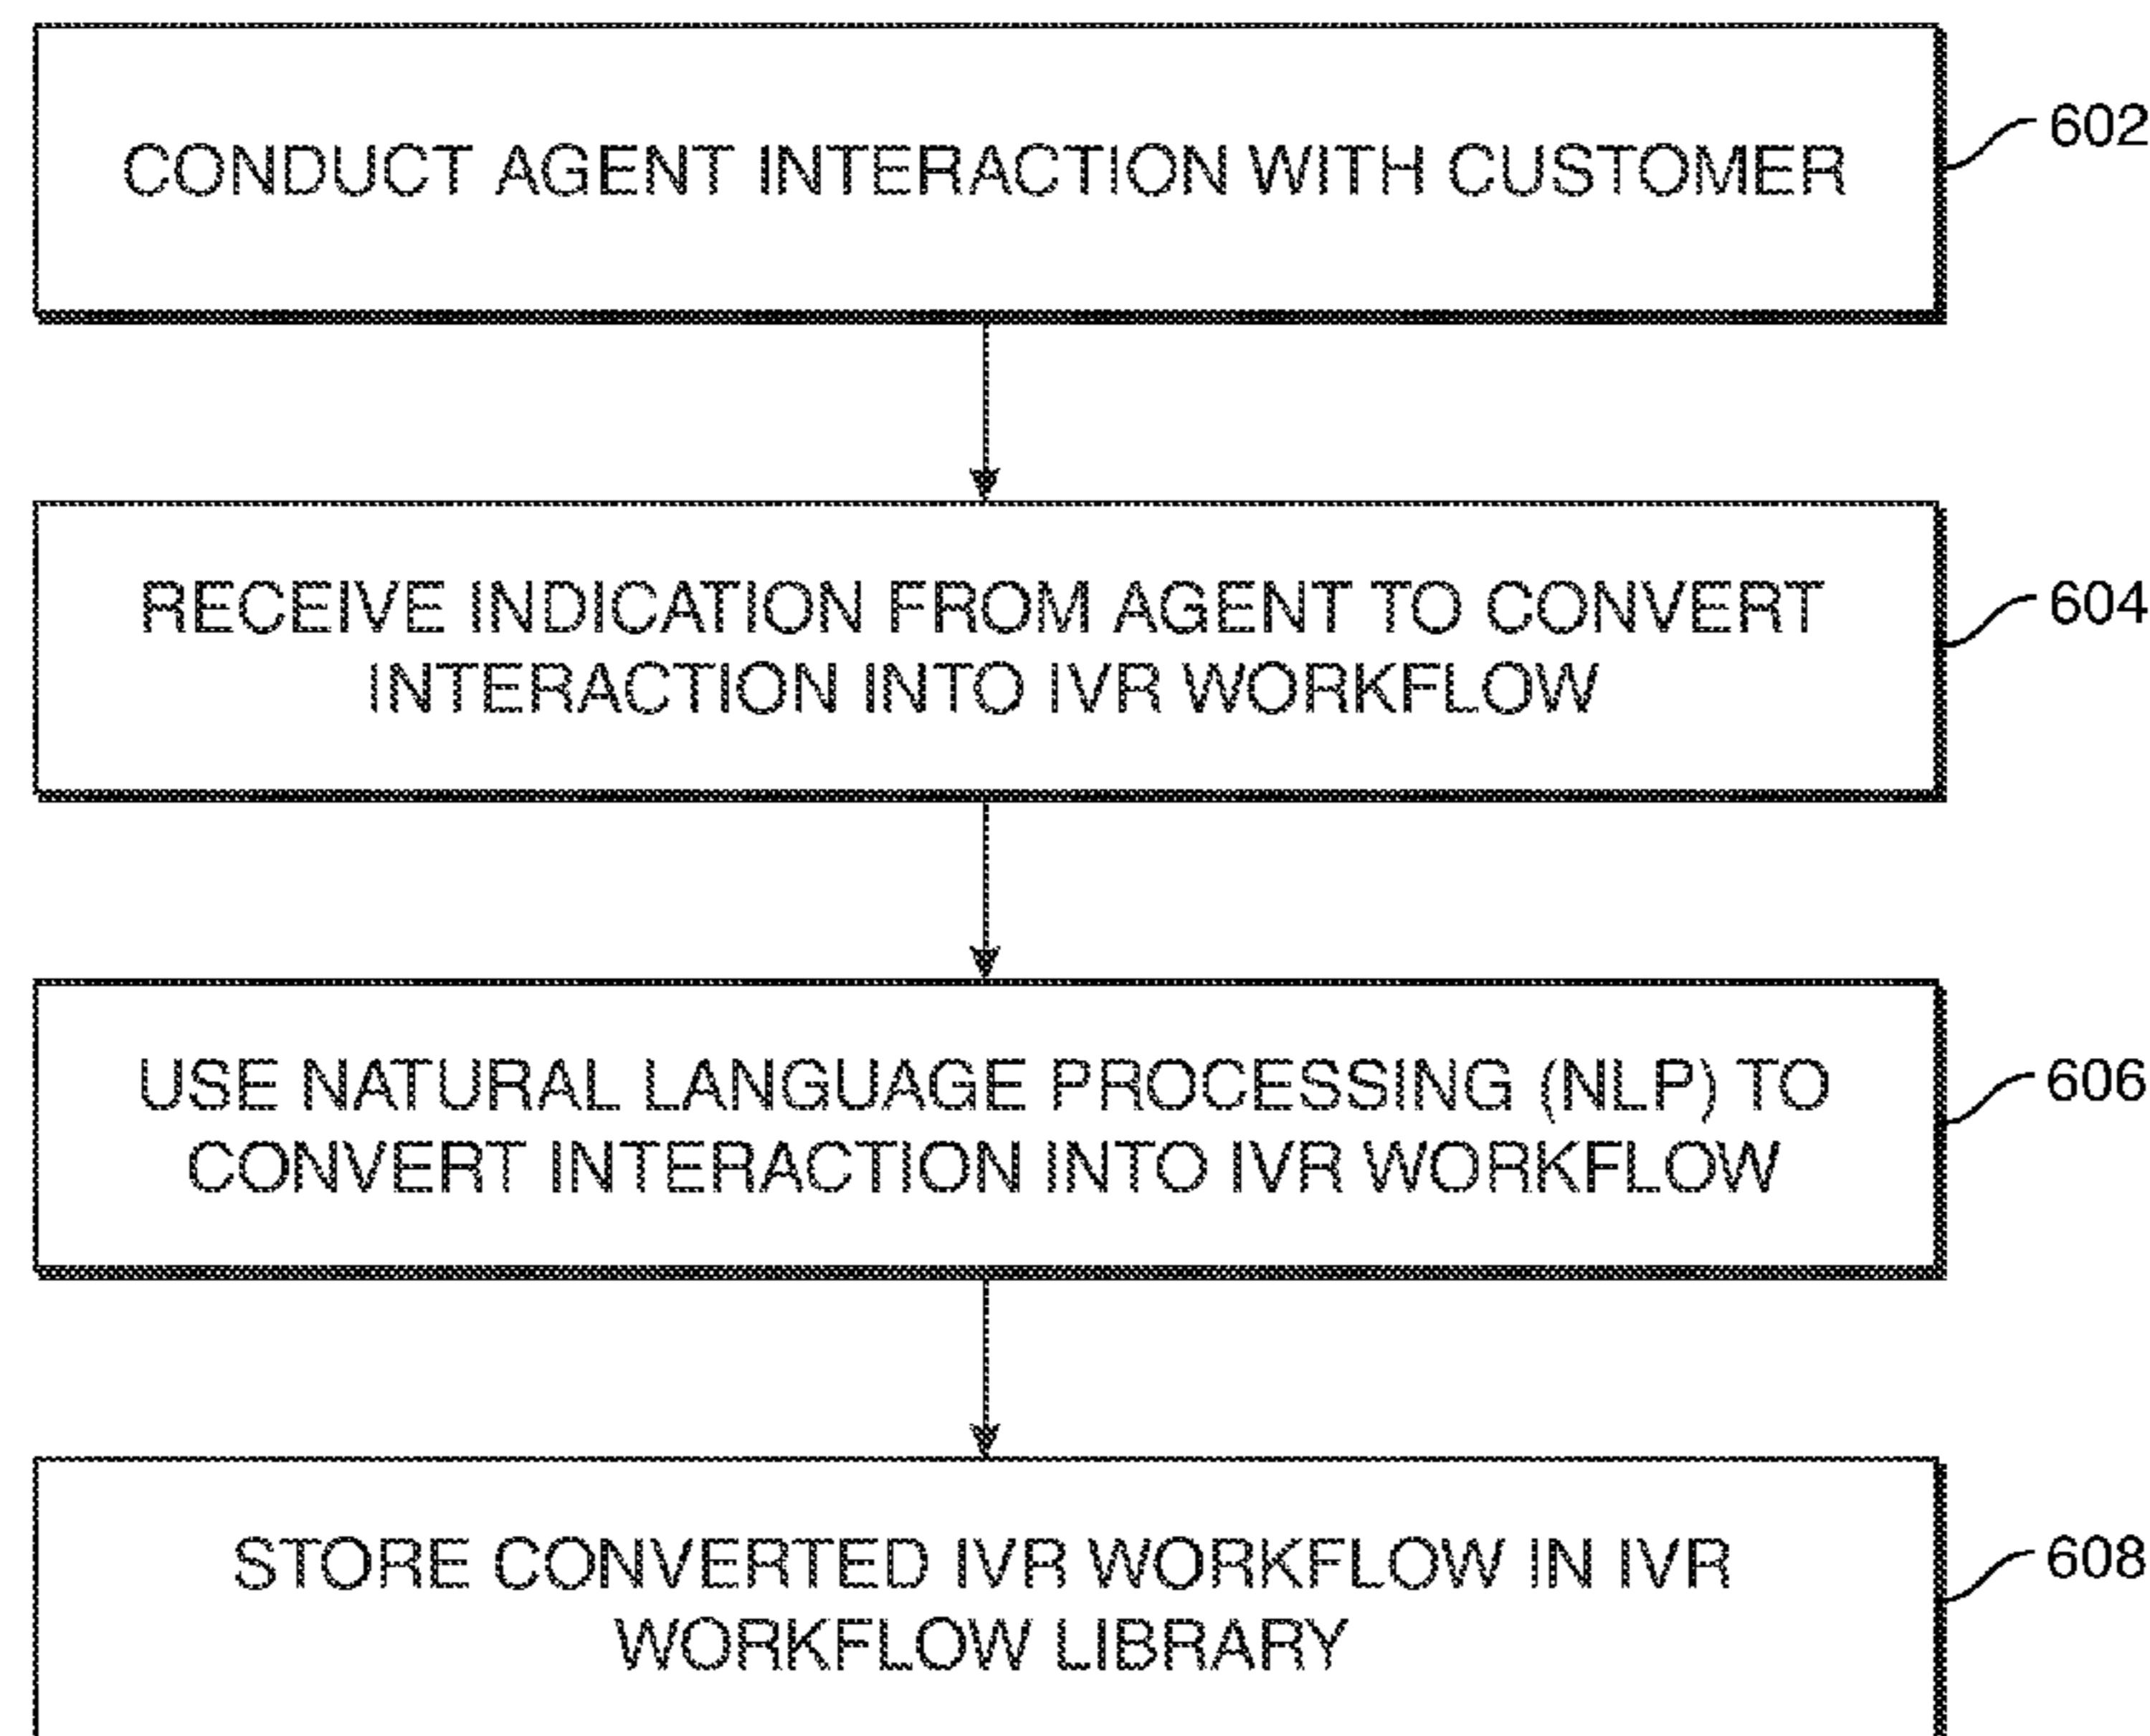 CONDUCT AGENT INTERACTION WITH CUSTOMER
602
RECEIVE INDICATION FROM AGENT TO CONVERT
INTERACTION INTO IVR WORKFLOW
604
USE NATURAL LANGUAGE PROCESSING (NLP) TO
CONVERT INTERACTION INTO IVR WORKFLOW
606
STORE CONVERTED IVR WORKFLOW IN IVR
WORKFLOW LIBRARY
608